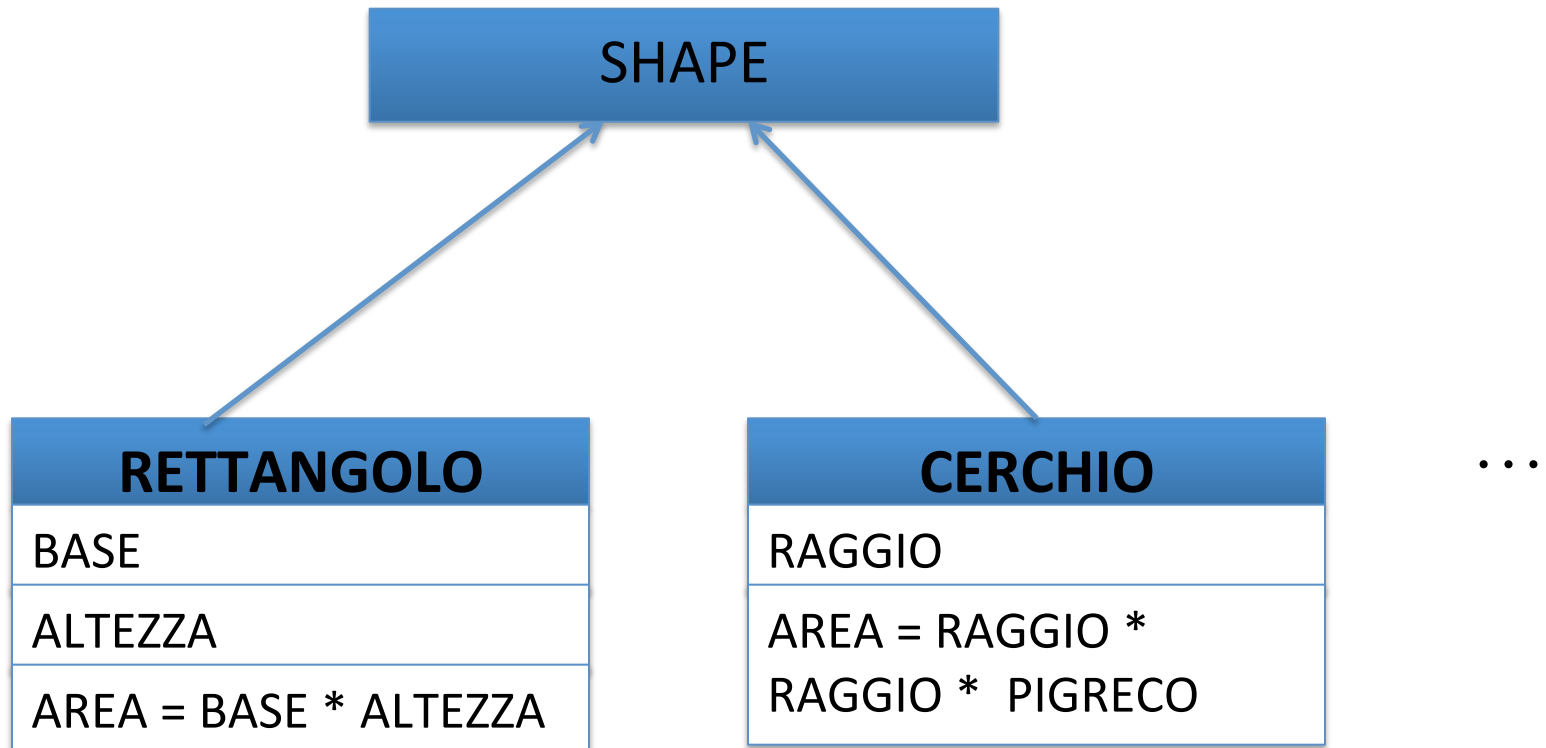 SHAPE
RETTANGOLO
BASE
ALTEZZA
AREA = BASE * ALTEZZA
CERCHIO
RAGGIO
AREA = RAGGIO *
RAGGIO * PIGRECO
...